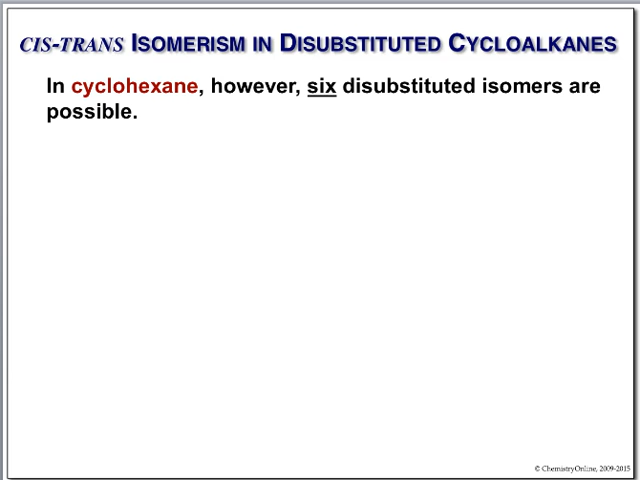 CIS-TRANS ISOMERISM IN DISUBSTITUTED CYCLOALKANES
In cyclohexane, however, six disubstituted isomers are
possible.
© ChemistryOnline, 2009-2015